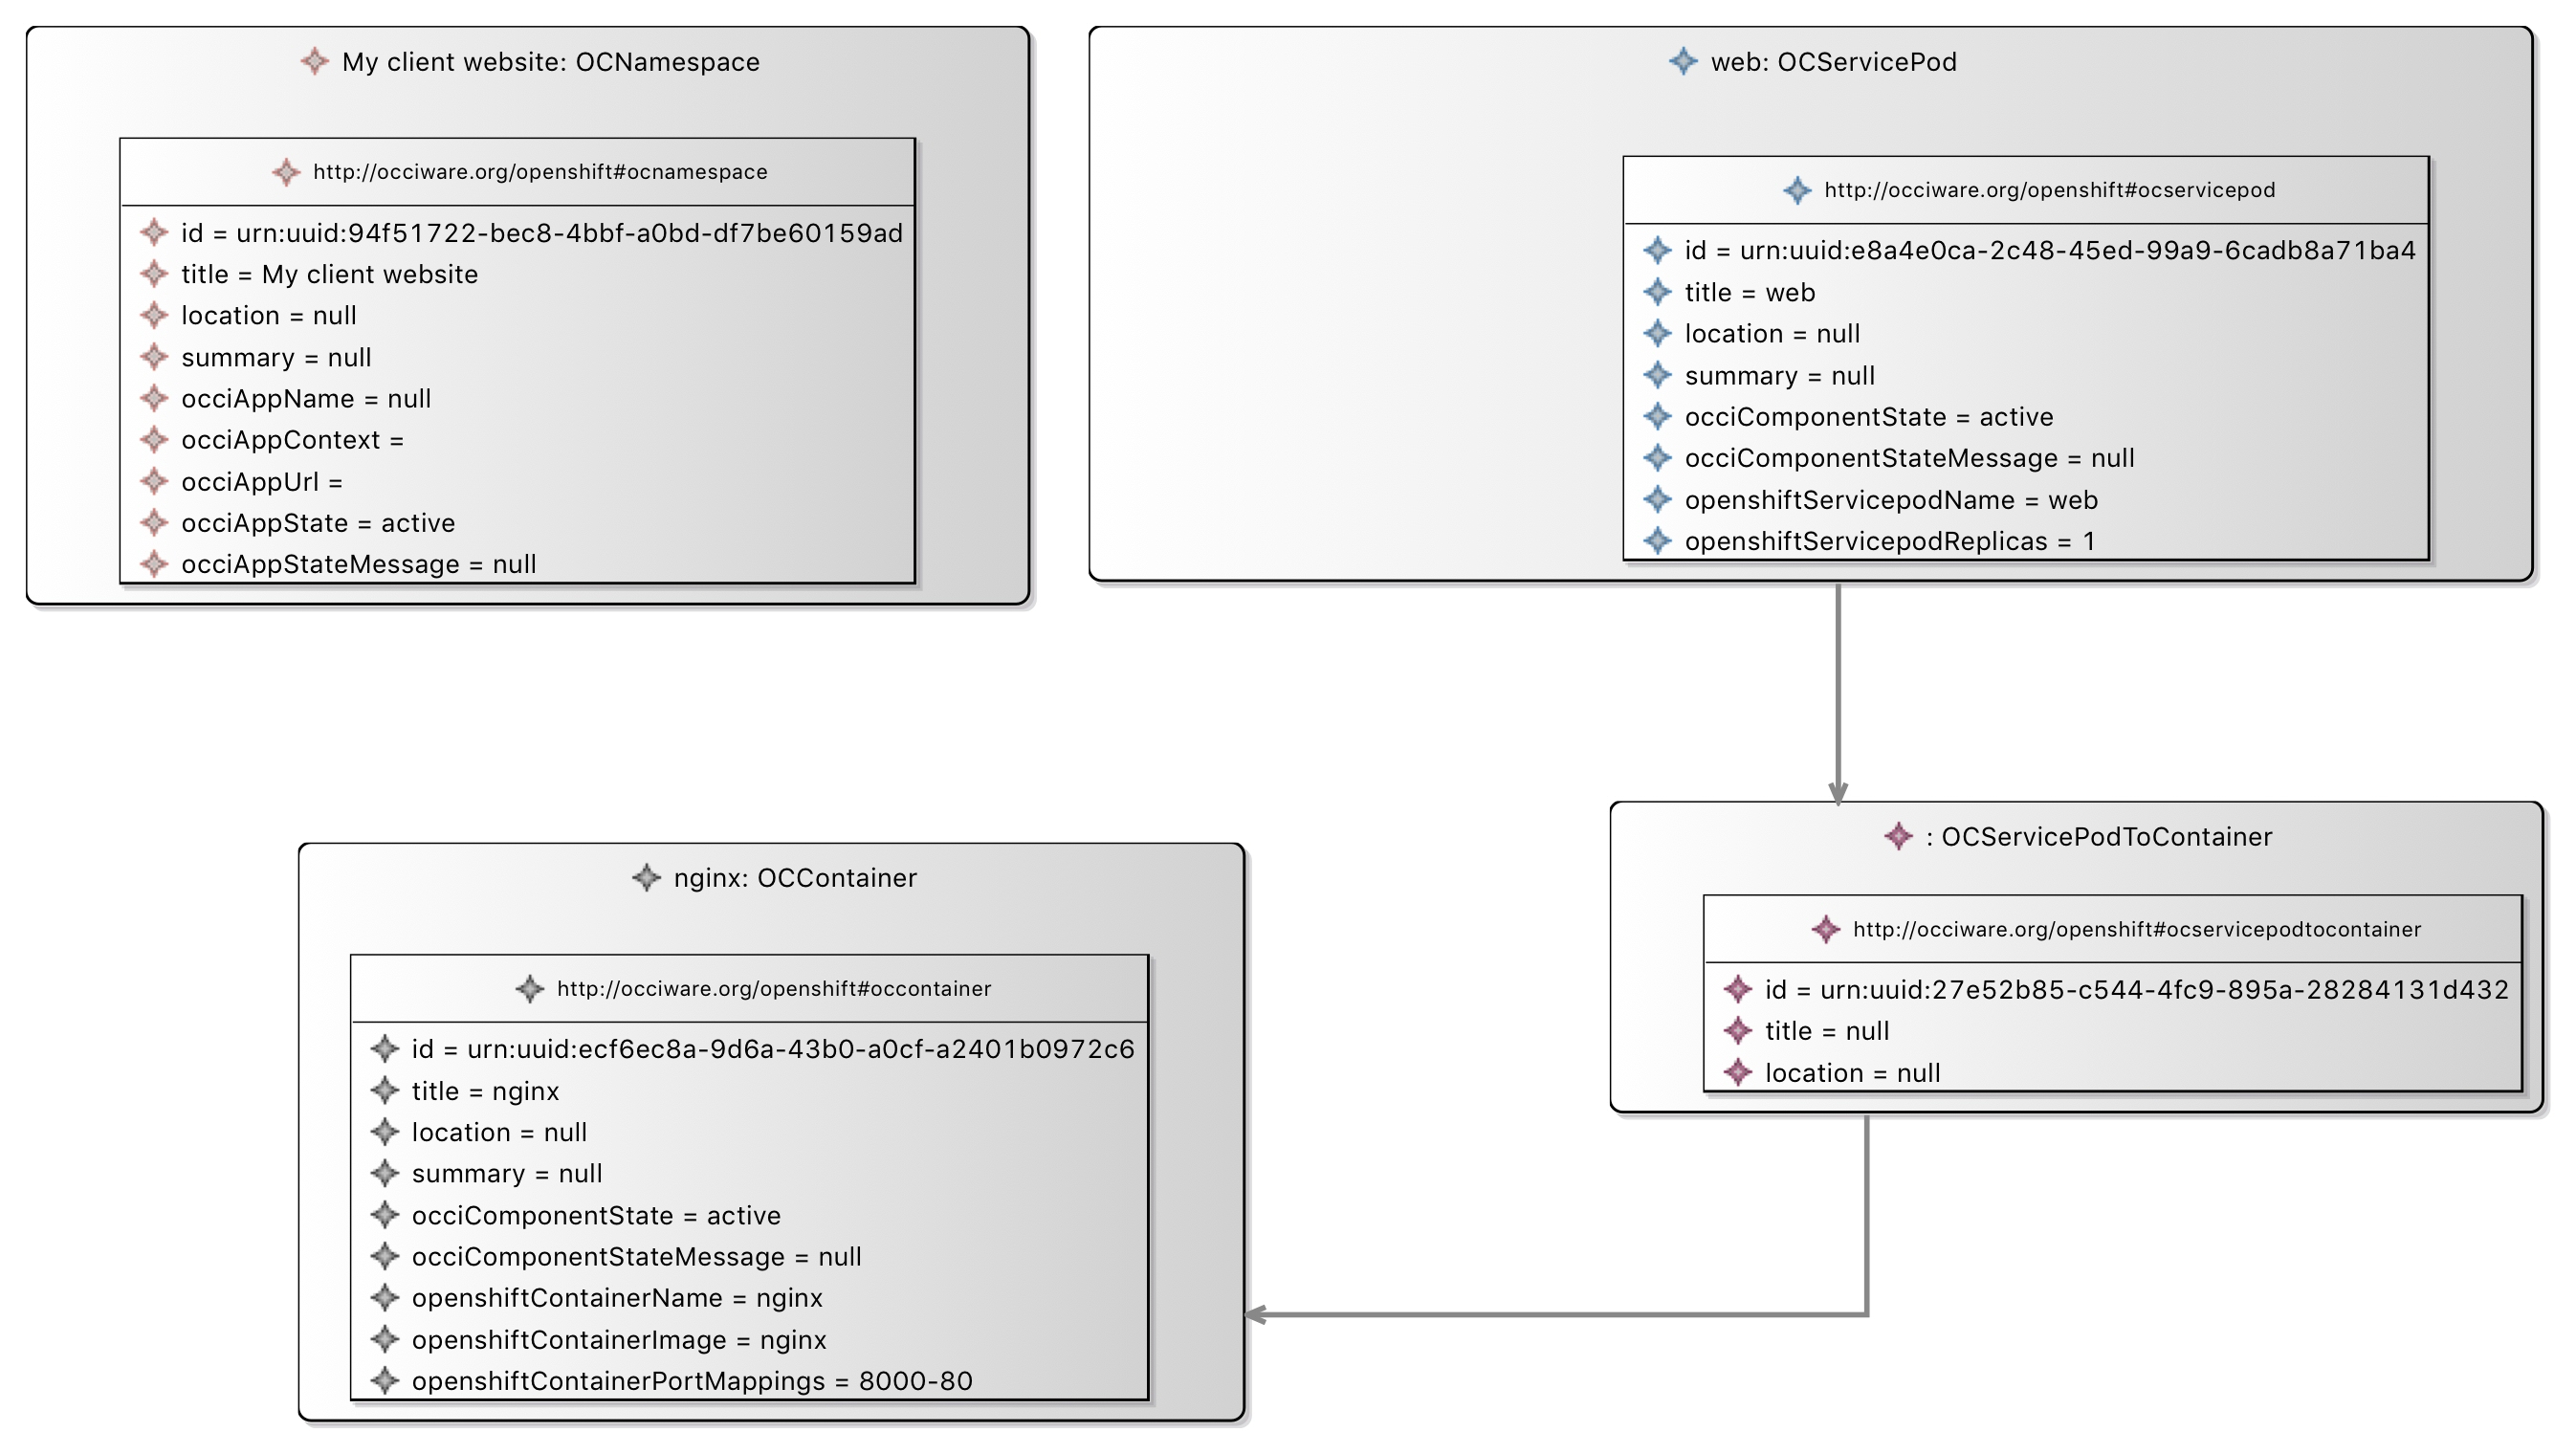 My client website: OCNamespace
http://occiware.org/openshift#ocnamespace
id = urn:uuid:94f51722-bec8-4bbf-a0bd-df7be60159ad
title = My client website
location = null
summary = null
occiAppName = null
occiAppContext =
occiAppUrl =
occiAppState = active
occiAppStateMessage = null
web: OCServicePod
http://occiware.org/openshift#ocservicepod
id = urn:uuid:e8a4e0ca-2c48-45ed-99a9-6cadb8a71ba4
title = web
location = null
summary = null
occiComponentState = active
occiComponentStateMessage = null
openshiftServicepodName = web
openshiftServicepodReplicas = 1
nginx: OCContainer
http://occiware.org/openshift#occontainer
id = urn:uuid:ecf6ec8a-9d6a-43b0-a0cf-a2401b0972c6
title = nginx
location = null
summary = null
occiComponentState = active
occiComponentStateMessage = null
openshiftContainerName = nginx
openshiftContainerImage = nginx
openshiftContainerPortMappings = 8000-80
: OCServicePodToContainer
http://occiware.org/openshift#ocservicepodtocontainer
id = urn:uuid:27e52b85-c544-4fc9-895a-28284131d432
title = null
location = null